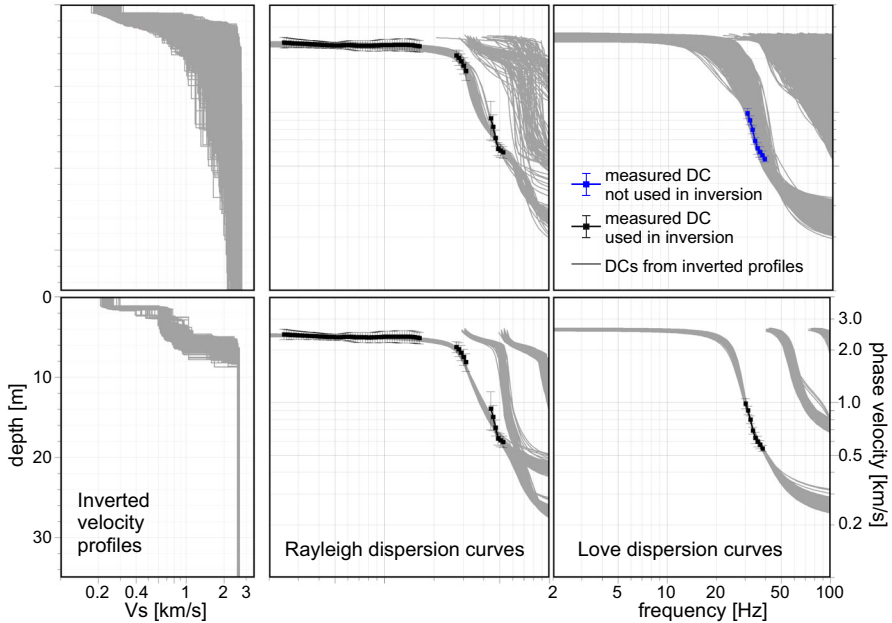 measured DC
not used in inversion
measured DC
used in inversion
DCs from inverted profiles
0
10
20
30
depth [m]
Inverted
velocity
profiles
Rayleigh dispersion curves
Love dispersion curves
3.0
2.0
1.0
0.5
0.2
phase velocity [km/s]
0.2 0.4 1 2 3
Vs [km/s]
2 5 10 20 50 100
frequency [Hz]